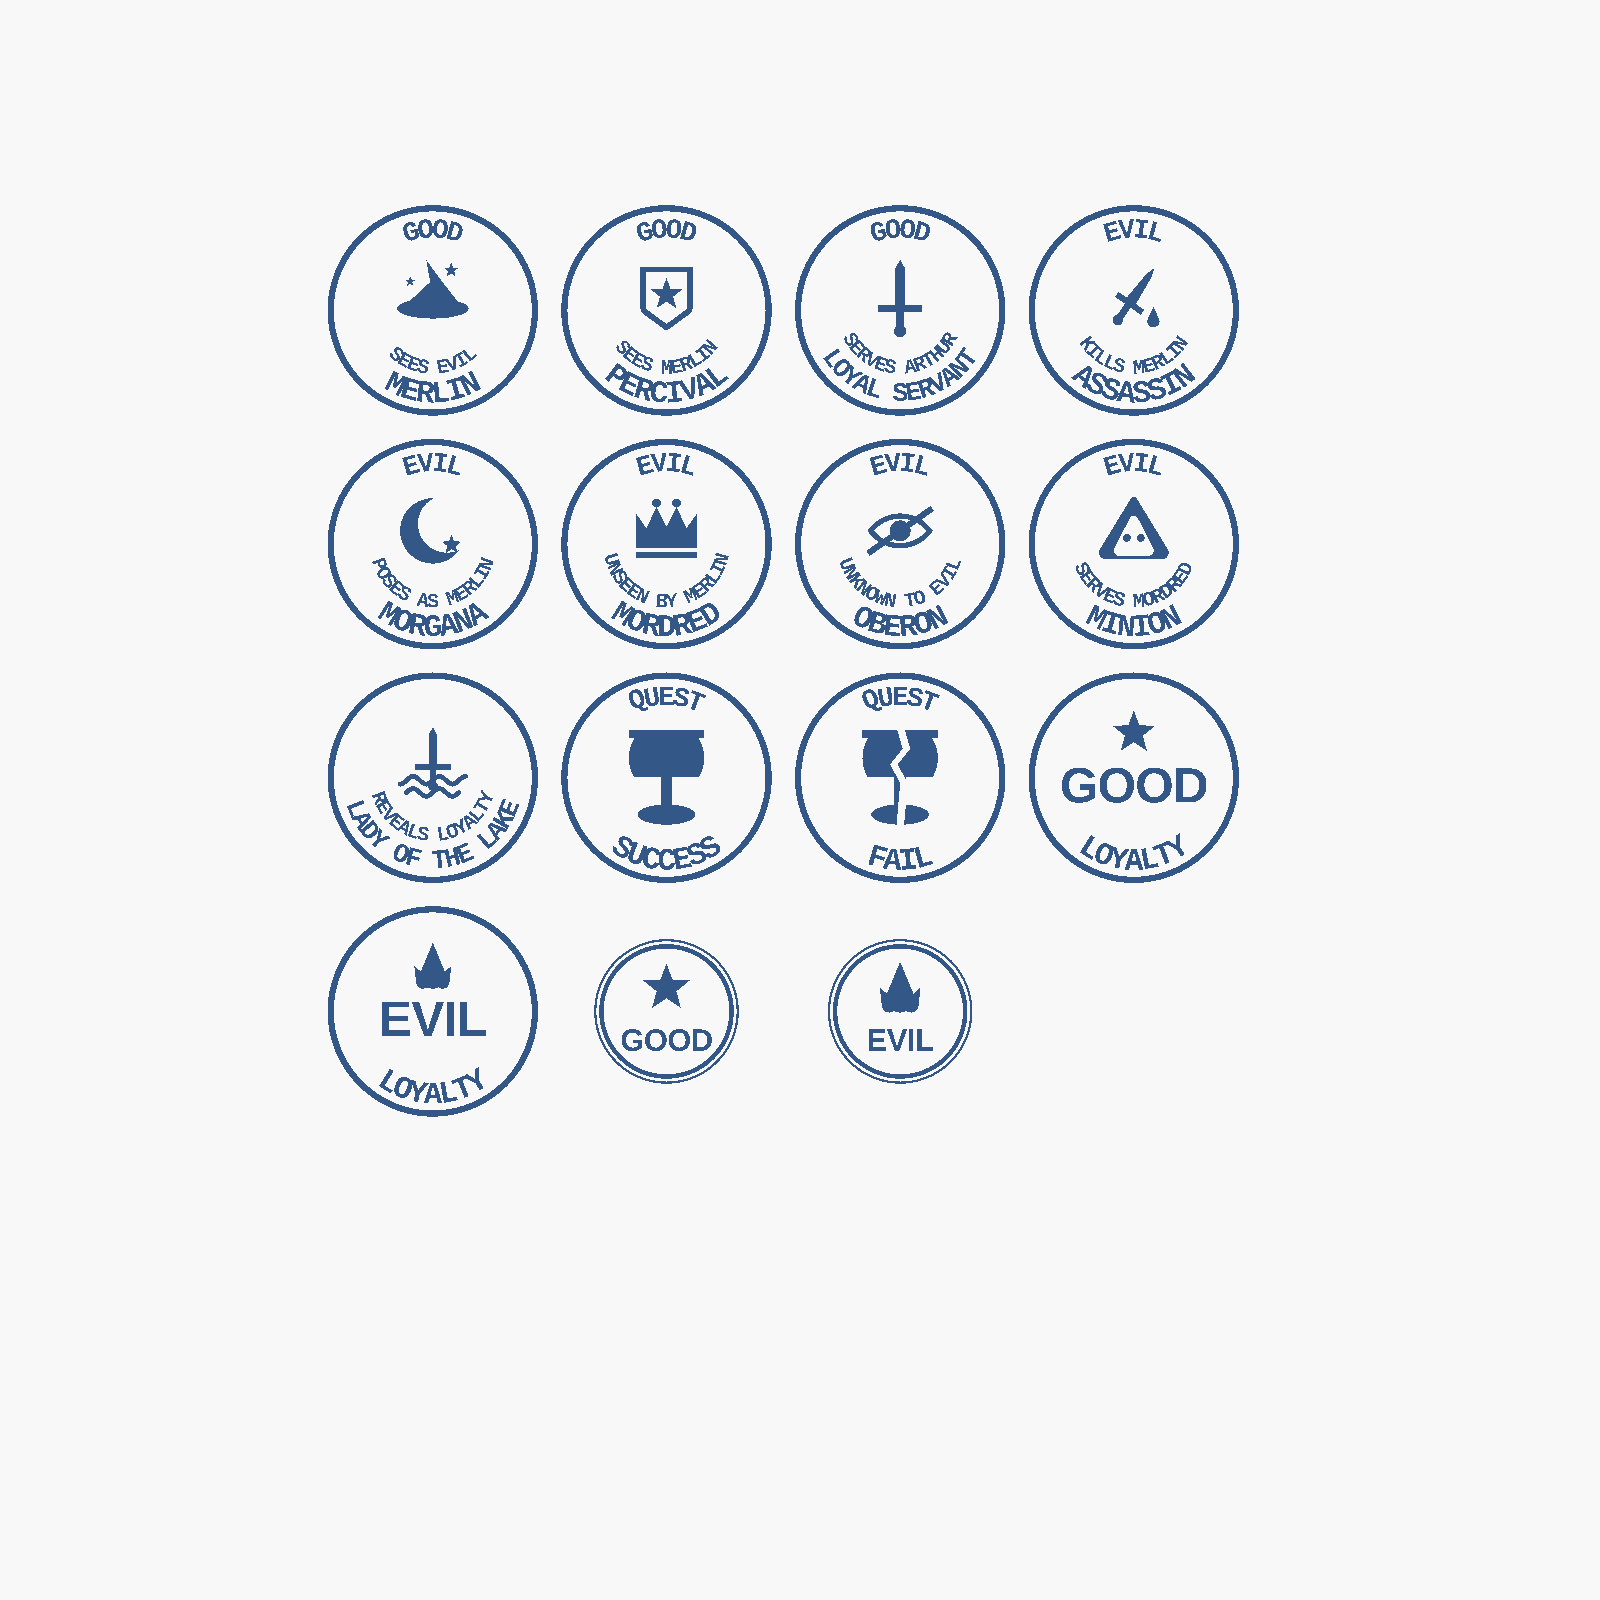 GOOD
SEES EVIL
MERLIN
GOOD
SEES MERLIN
PERCIVAL
GOOD
SERVES ARTHUR
LOYAL SERVANT
EVIL
KILLS MERLIN
ASSASSIN
EVIL
POSES AS MERLIN
MORGANA
EVIL
UNSEEN BY MERLIN
MORDRED
EVIL
UNKNOWN TO EVIL
OBERON
EVIL
SERVES MORDRED
MINION
REVEALS LOYALTY
LADY OF THE LAKE
QUEST
SUCCESS
QUEST
FAIL
GOOD
LOYALTY
EVIL
LOYALTY
GOOD
EVIL